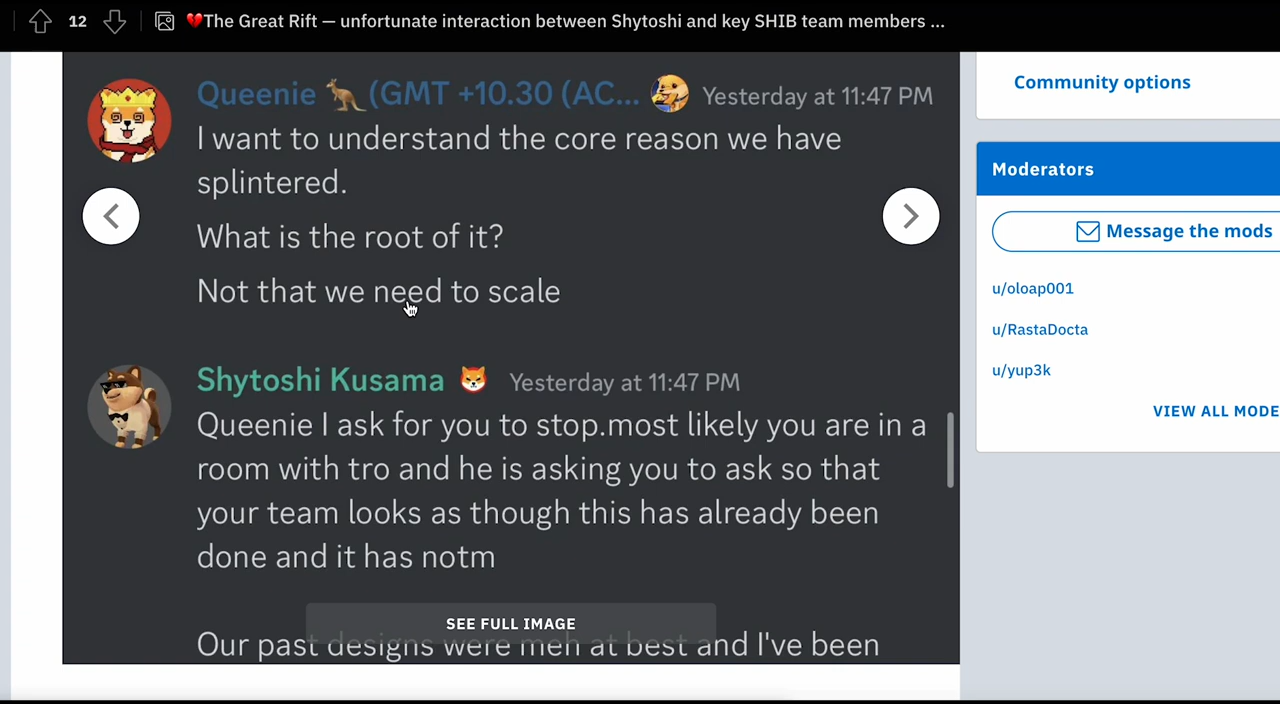 12 💔The Great Rift — unfortunate interaction between Shytoshi and key SHIB team members ...
Queenie 🦘(GMT +10.30 (AC... Yesterday at 11:47 PM
I want to understand the core reason we have
splintered.
What is the root of it?
Not that we need to scale
Shytoshi Kusama Yesterday at 11:47 PM
Queenie I ask for you to stop.most likely you are in a
room with tro and he is asking you to ask so that
your team looks as though this has already been
done and it has notm
SEE FULL IMAGE
Our past designs were meh at best and I've been
Community options
Moderators
Message the mods
u/oloap001
u/RastaDocta
u/yup3k
VIEW ALL MODE